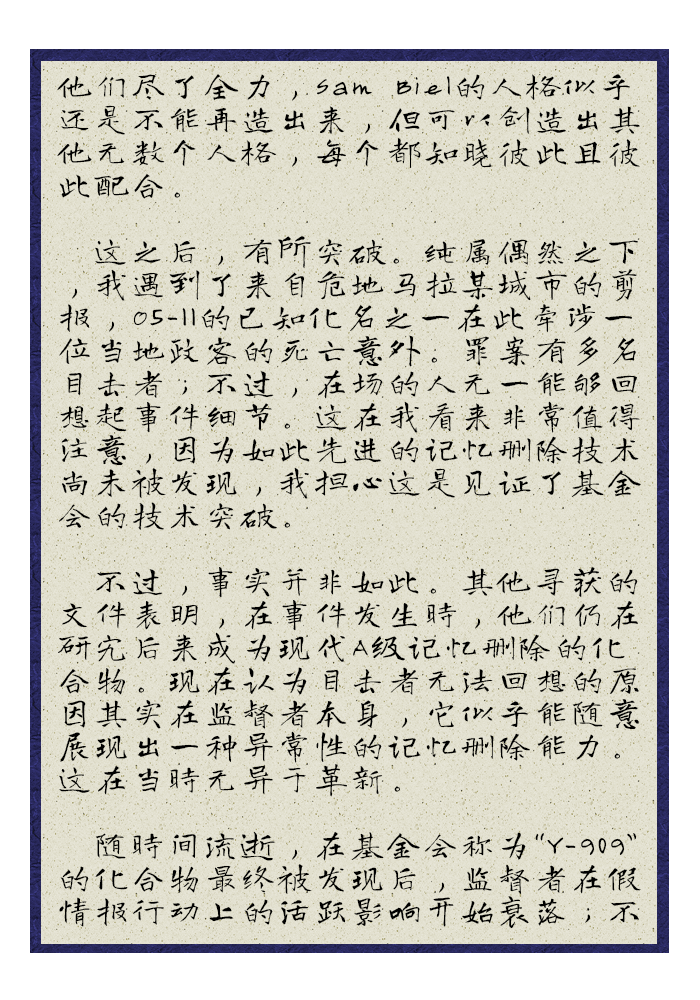 他们尽了全力，Sam Biel的人格似乎
还是不能再造出来，但可以创造出其
他无数个人格，每个都知晓彼此且彼
此配合。
这之后，有所突破。纯属偶然之下
，我遇到了来自危地马拉某城市的剪
报，05-11的已知化名之一在此牵涉一
位当地政客的死亡意外。罪案有多名
目击者；不过，在场的人无一能够回
想起事件细节。这在我看来非常值得
注意，因为如此先进的记忆删除技术
尚未被发现，我担心这是见证了基金
会的技术突破。
不过，事实并非如此。其他寻获的
文件表明，在事件发生時，他们仍在
研究后来成为现代A级记忆删除的化
合物。现在认为目击者无法回想的原
因其实在监督者本身，它似乎能随意
展现出一种异常性的记忆删除能力。
这在当時无异于革新。
随時间流逝，在基金会称为"Y-909"
的化合物最终被发现后，监督者在假
情报行动上的活跃影响开始衰落；不